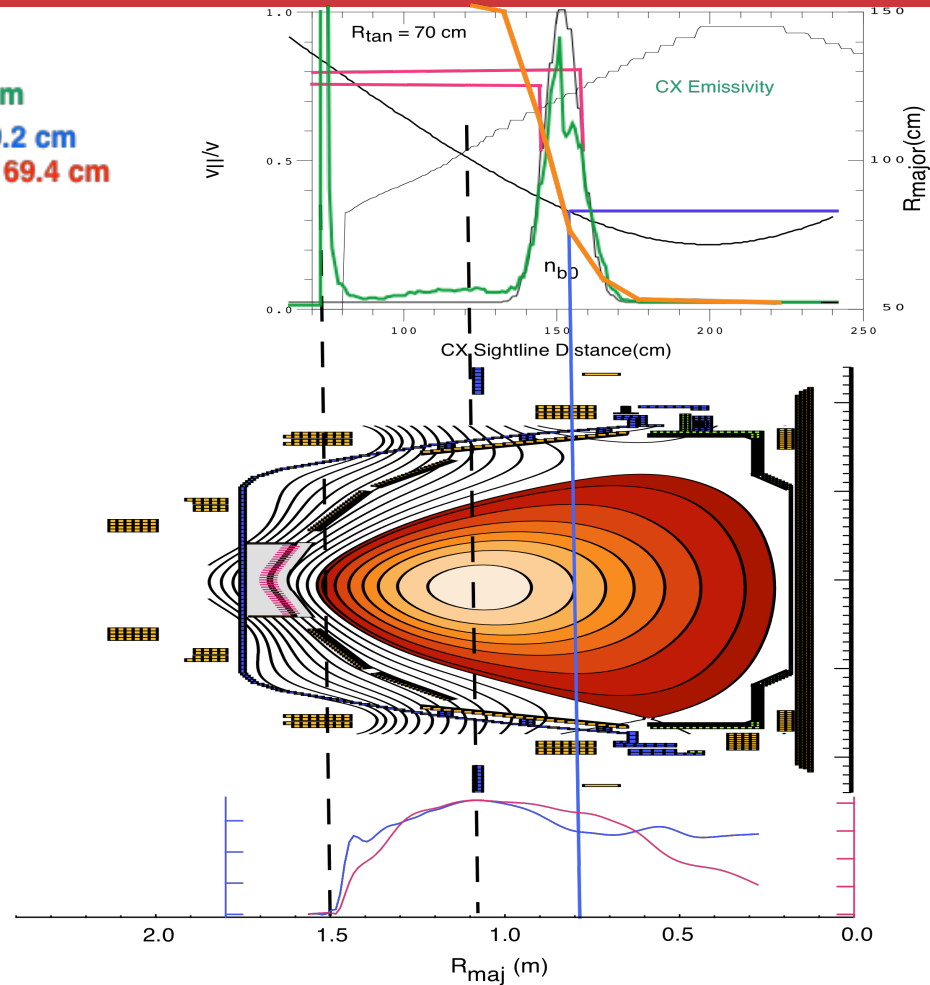 1.0
R_tan = 70 cm
150
CX Emissivity
m
.2 cm
69.4 cm
v||/v
0.5
100
R_major(cm)
n_b0
0.0
50
100
150
200
250
CX Sightline Distance(cm)
2.0
1.5
1.0
0.5
0.0
R_maj (m)